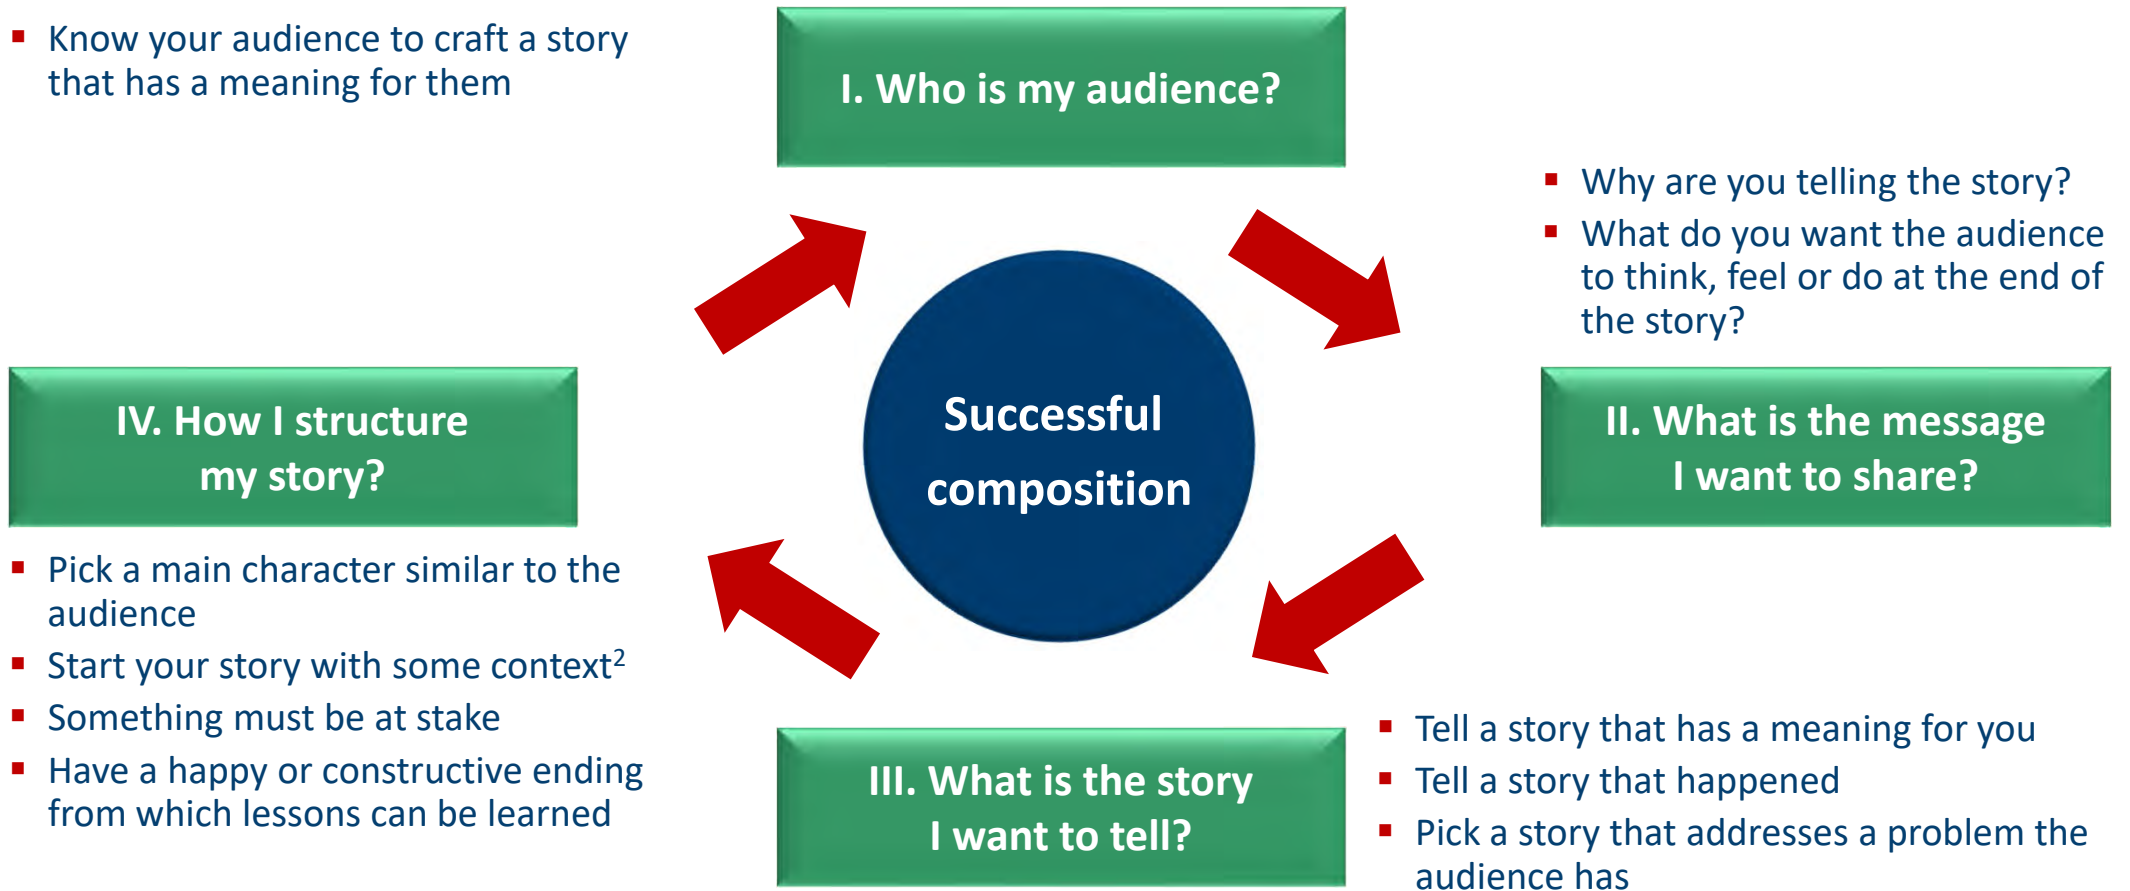 ▪ Know your audience to craft a story
that has a meaning for them
I. Who is my audience?
▪ Why are you telling the story?
▪ What do you want the audience
to think, feel or do at the end of
the story?
II. What is the message
I want to share?
Successful
composition
▪ Tell a story that has a meaning for you
▪ Tell a story that happened
▪ Pick a story that addresses a problem the
audience has
III. What is the story
I want to tell?
IV. How I structure
my story?
▪ Pick a main character similar to the
audience
▪ Start your story with some context²
▪ Something must be at stake
▪ Have a happy or constructive ending
from which lessons can be learned